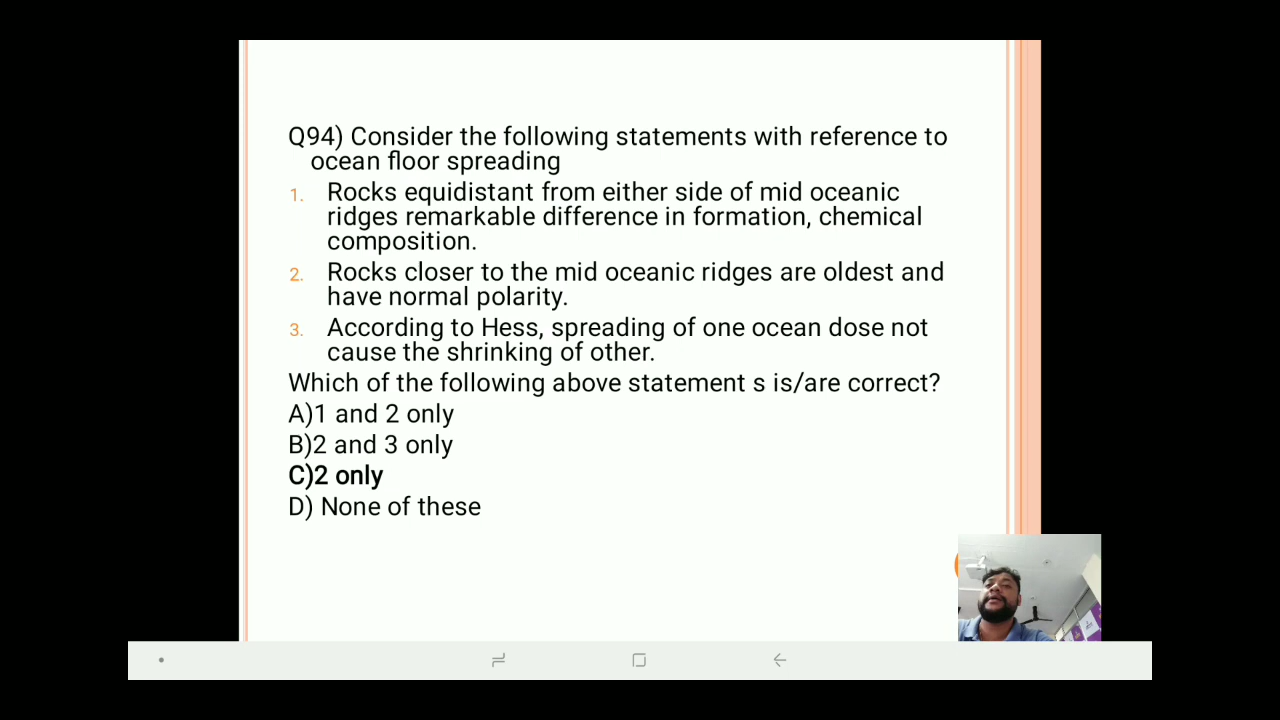 Q94) Consider the following statements with reference to
ocean floor spreading
1. Rocks equidistant from either side of mid oceanic
ridges remarkable difference in formation, chemical
composition.
2. Rocks closer to the mid oceanic ridges are oldest and
have normal polarity.
3. According to Hess, spreading of one ocean dose not
cause the shrinking of other.
Which of the following above statement s is/are correct?
A)1 and 2 only
B)2 and 3 only
C)2 only
D) None of these